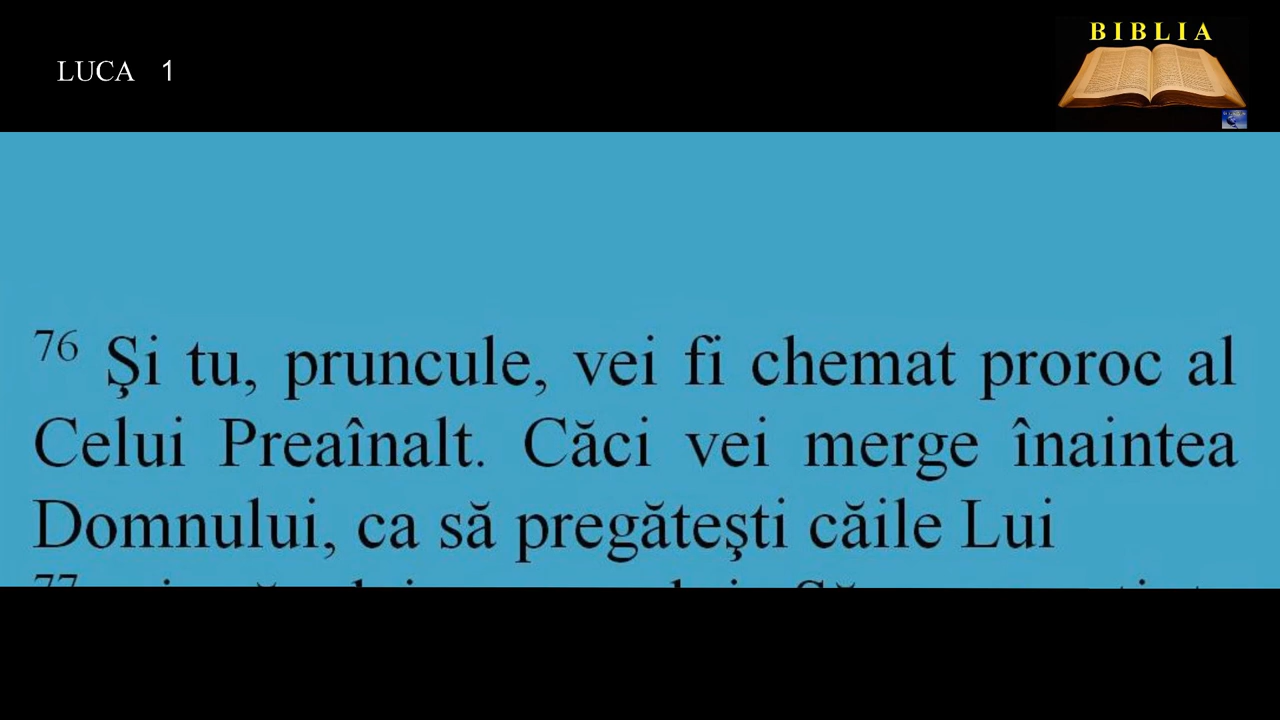 BIBLIA
LUCA 1
76 Şi tu, pruncule, vei fi chemat proroc al
Celui Preaînalt. Căci vei merge înaintea
Domnului, ca să pregăteşti căile Lui
77